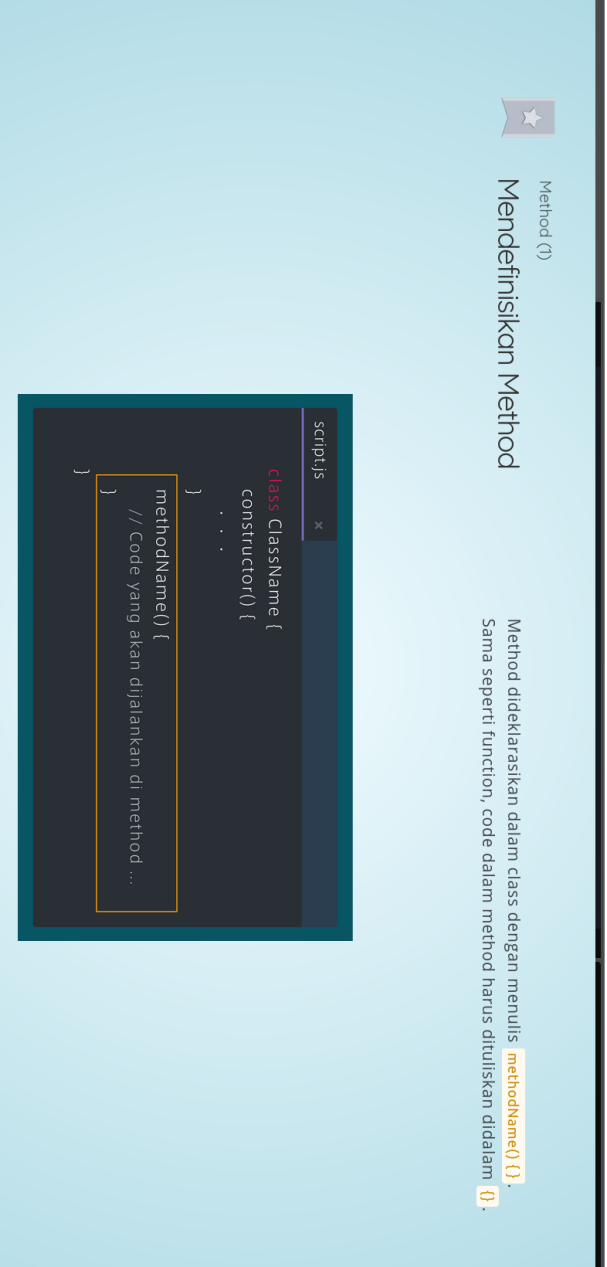 Method (1)
Mendefinisikan Method
Method dideklarasikan dalam class dengan menulis methodName() { } .
Sama seperti function, code dalam method harus dituliskan didalam {} .
script.js ×
class ClassName {
constructor() {
. . .
}
methodName() {
// Code yang akan dijalankan di method ...
}
}